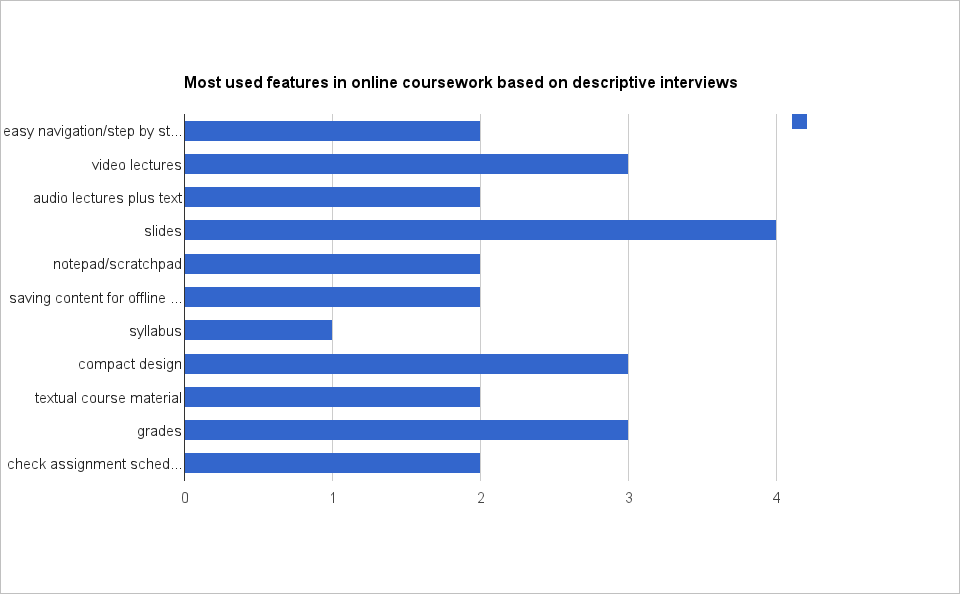 Most used features in online coursework based on descriptive interviews
easy navigation/step by st...
video lectures
audio lectures plus text
slides
notepad/scratchpad
saving content for offline ...
syllabus
compact design
textual course material
grades
check assignment sched...
0 1 2 3 4